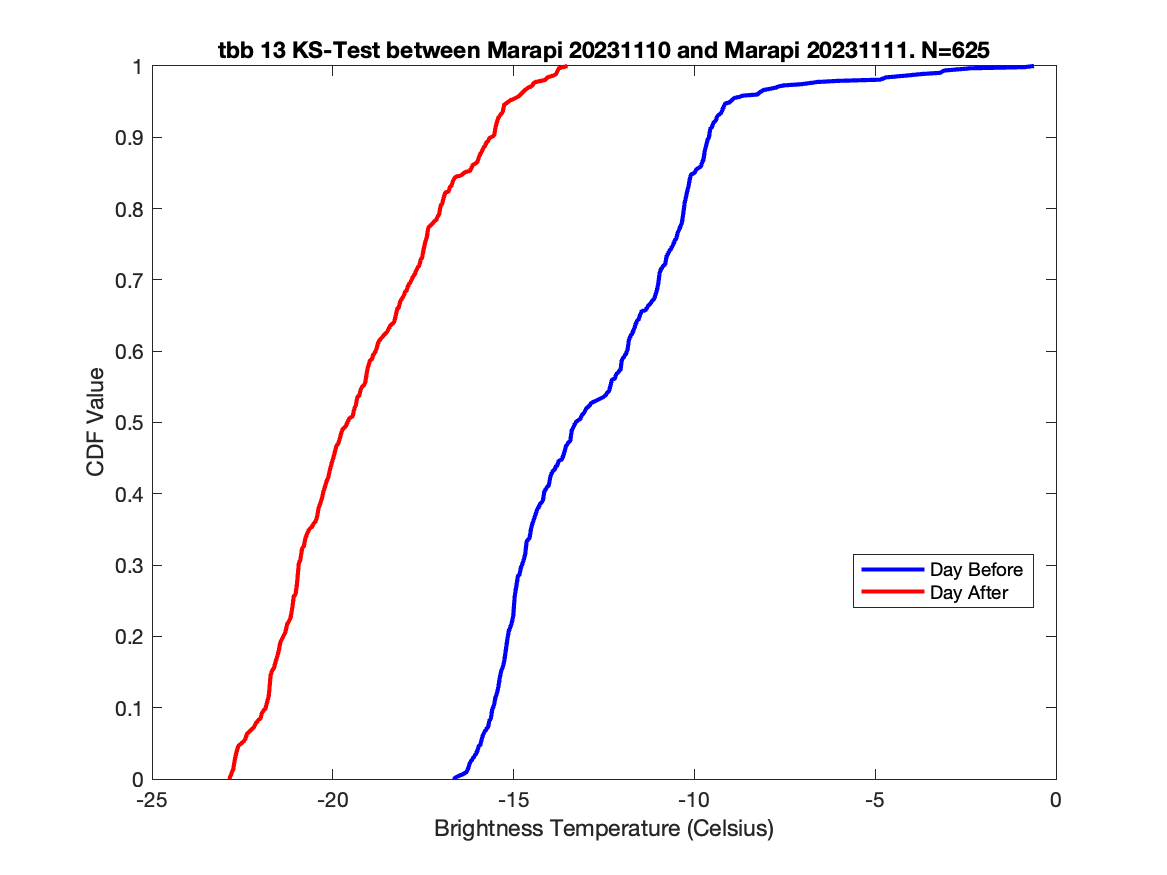 tbb 13 KS-Test between Marapi 20231110 and Marapi 20231111. N=625
1
0.9
0.8
0.7
0.6
0.5
0.4
0.3
0.2
0.1
0
CDF Value
Day Before
Day After
-25 -20 -15 -10 -5 0
Brightness Temperature (Celsius)